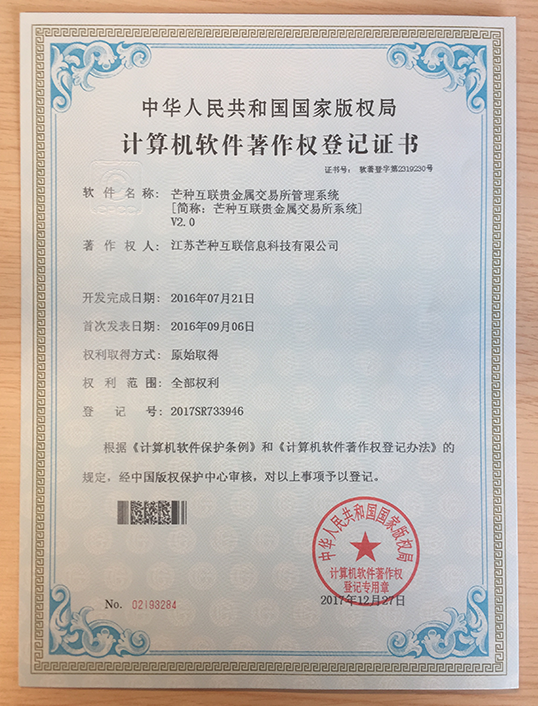 中华人民共和国国家版权局
计算机软件著作权登记证书
证书号： 软著登字第2319230号
软件名称： 芒种互联贵金属交易所管理系统
[简称：芒种互联贵金属交易所系统]
V2.0
著作权人： 江苏芒种互联信息科技有限公司
开发完成日期： 2016年07月21日
首次发表日期： 2016年09月06日
权利取得方式： 原始取得
权利范围： 全部权利
登记号： 2017SR733946
根据《计算机软件保护条例》和《计算机软件著作权登记办法》的
规定，经中国版权保护中心审核，对以上事项予以登记。
中华人民共和国国家版权局
计算机软件著作权
登记专用章
No. 02193284
2017年12月27日